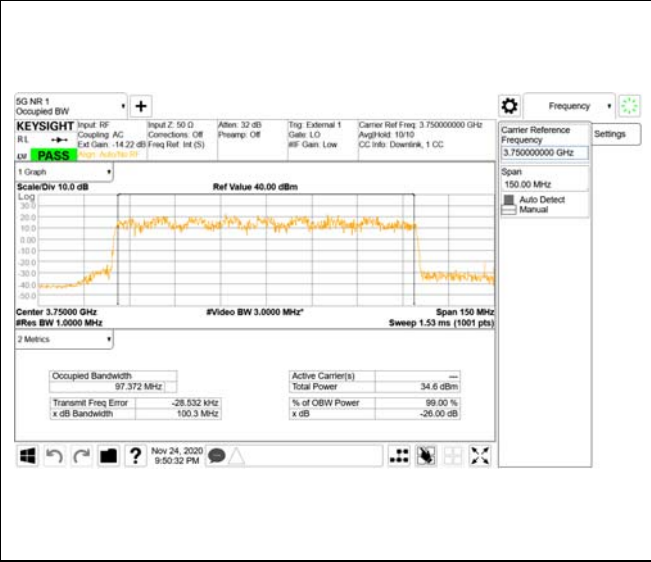 5G NR 1
Occupied BW
+
Frequency
KEYSIGHT
RL
PASS
Input: RF
Coupling: AC
Ext Gain: -14.22 dB
Align: Auto/No RF
Input Z: 50 Ω
Corrections: Off
Freq Ref: Int (S)
Atten: 32 dB
Preamp: Off
Trig: External 1
Gate: LO
#IF Gain: Low
Carrier Ref Freq: 3.750000000 GHz
Avg|Hold: 10/10
CC Info: Downlink, 1 CC
Carrier Reference
Frequency
3.750000000 GHz
Settings
Span
150.00 MHz
Auto Detect
Manual
1 Graph
Scale/Div 10.0 dB
Ref Value 40.00 dBm
Log
30.0
20.0
10.0
0.00
-10.0
-20.0
-30.0
-40.0
-50.0
Center 3.75000 GHz
#Video BW 3.0000 MHz*
Span 150 MHz
#Res BW 1.0000 MHz
Sweep 1.53 ms (1001 pts)
2 Metrics
Occupied Bandwidth
97.372 MHz
Transmit Freq Error -28.532 kHz
x dB Bandwidth 100.3 MHz
Active Carrier(s) —
Total Power 34.6 dBm
% of OBW Power 99.00 %
x dB -26.00 dB
?
Nov 24, 2020
9:50:32 PM